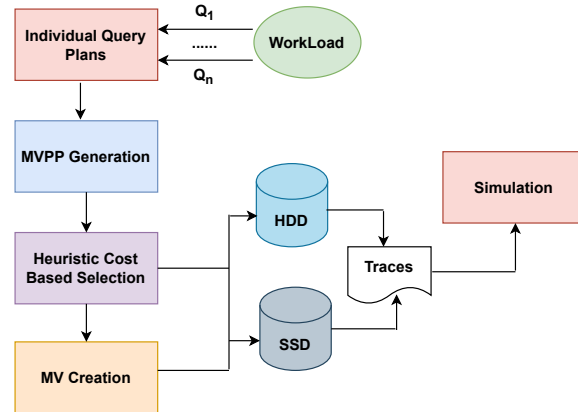 Q1
......
Qn
WorkLoad
Individual Query
Plans
MVPP Generation
Heuristic Cost
Based Selection
MV Creation
HDD
SSD
Traces
Simulation